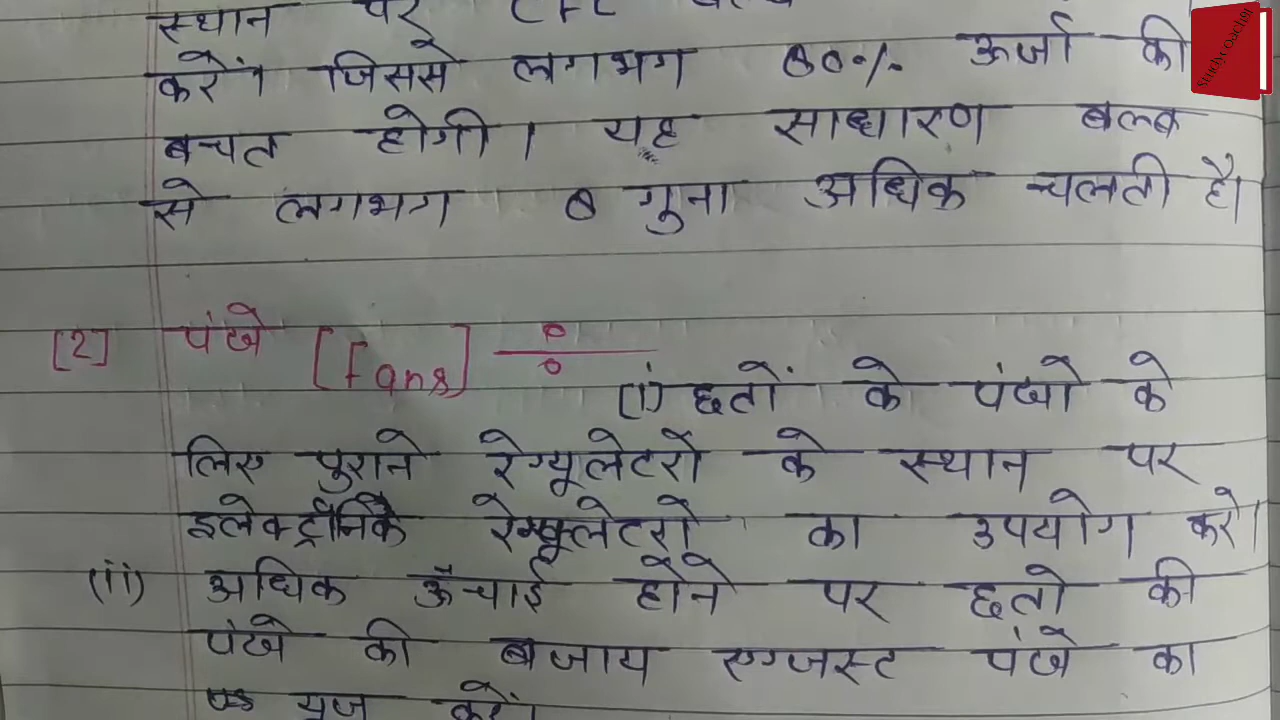 स्थान पर CFL
करें। जिससे लगभग 80% ऊर्जा की
बचत होगी। यह साधारण बल्ब
से लगभग 8 गुना अधिक चलती है।
[2] पंखे [Fans] ÷
(i) छतों के पंखो के
लिए पुराने रेग्यूलेटरो के स्थान पर
इलेक्ट्रॉनिक रेग्यूलेटरो का उपयोग करे।
(ii) अधिक ऊँचाई होने पर छतो की
पंखे की बजाय एग्जस्ट पंखे का
यूज करें।
Studycoach91